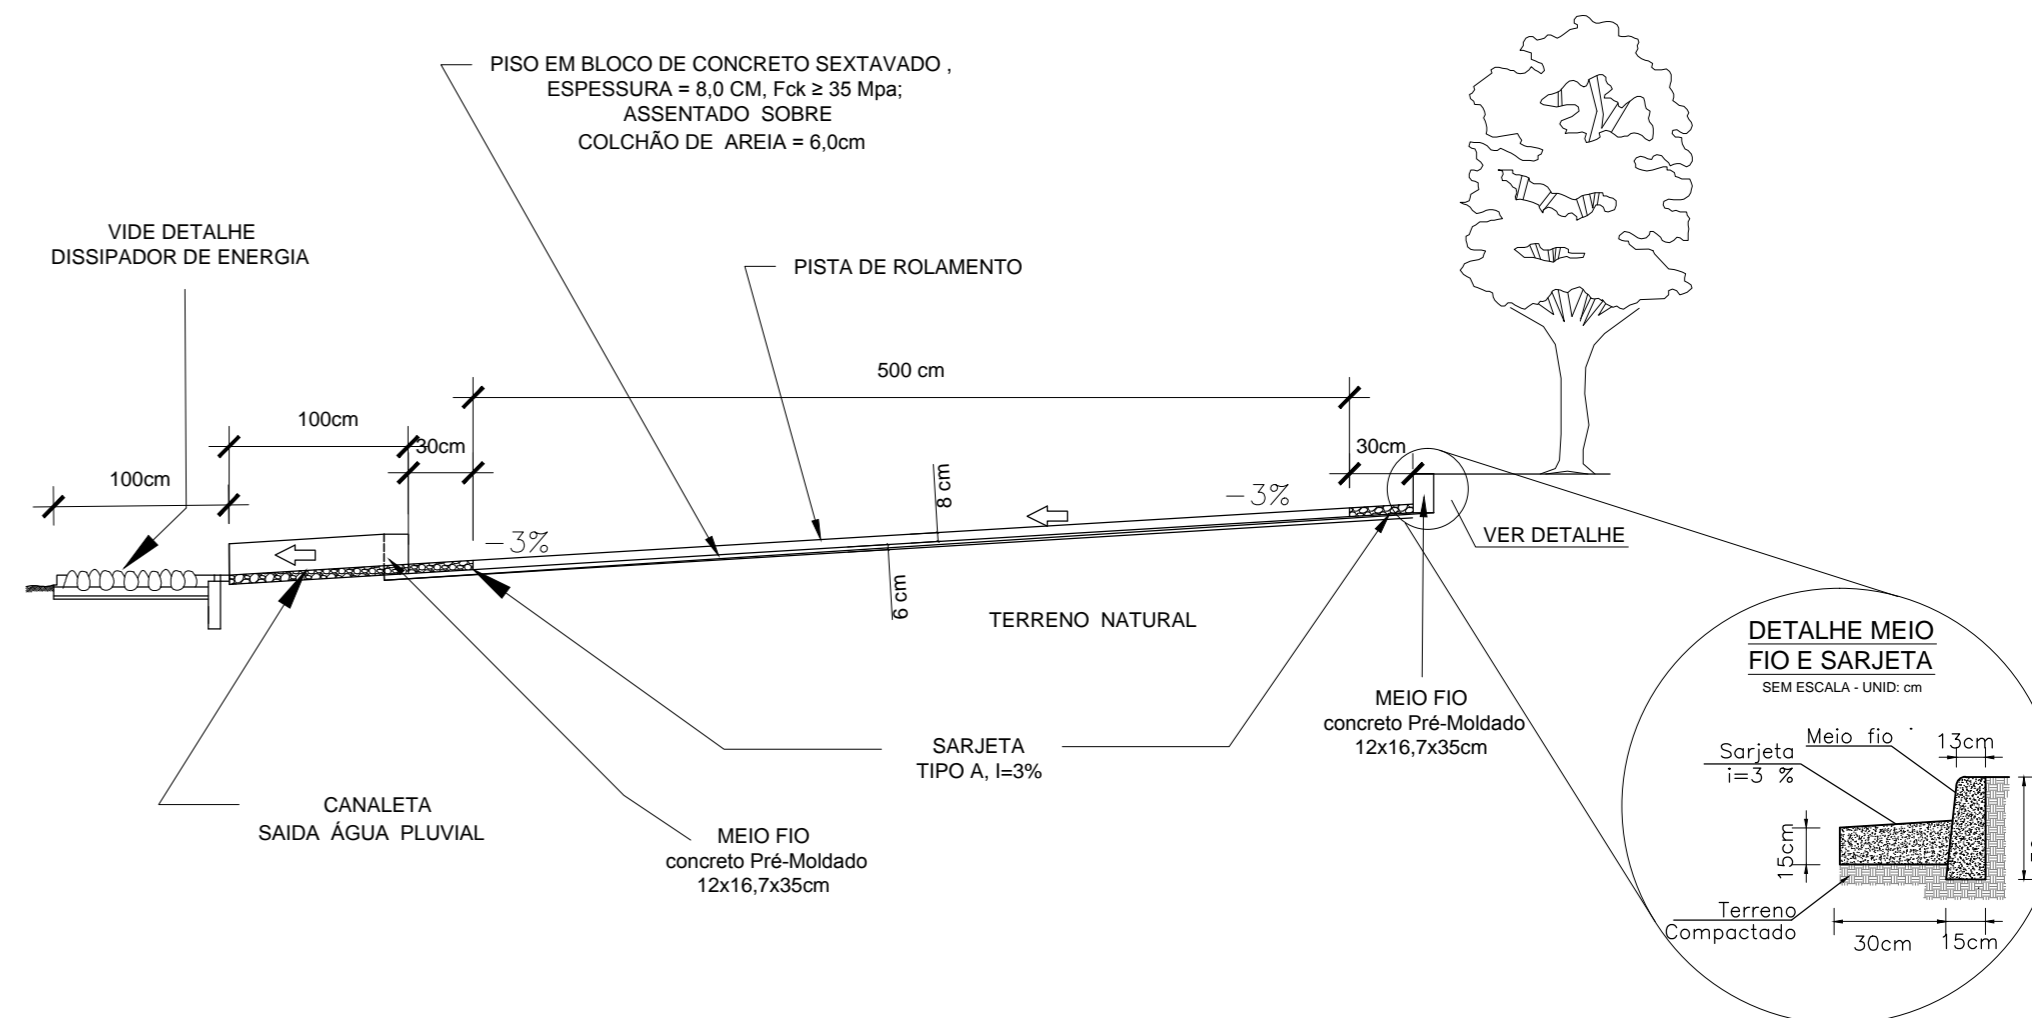 PISO EM BLOCO DE CONCRETO SEXTAVADO ,
ESPESSURA = 8,0 CM, Fck ≥ 35 Mpa;
ASSENTADO SOBRE
COLCHÃO DE AREIA = 6,0cm
VIDE DETALHE
DISSIPADOR DE ENERGIA
PISTA DE ROLAMENTO
500 cm
100cm
30cm
30cm
100cm
8 cm
-3%
-3%
VER DETALHE
6 cm
TERRENO NATURAL
MEIO FIO
concreto Pré-Moldado
12x16,7x35cm
SARJETA
TIPO A, I=3%
CANALETA
SAIDA ÁGUA PLUVIAL
MEIO FIO
concreto Pré-Moldado
12x16,7x35cm
DETALHE MEIO
FIO E SARJETA
SEM ESCALA - UNID: cm
Meio fio
13cm
Sarjeta
i=3 %
15cm
Terreno
Compactado
30cm
15cm